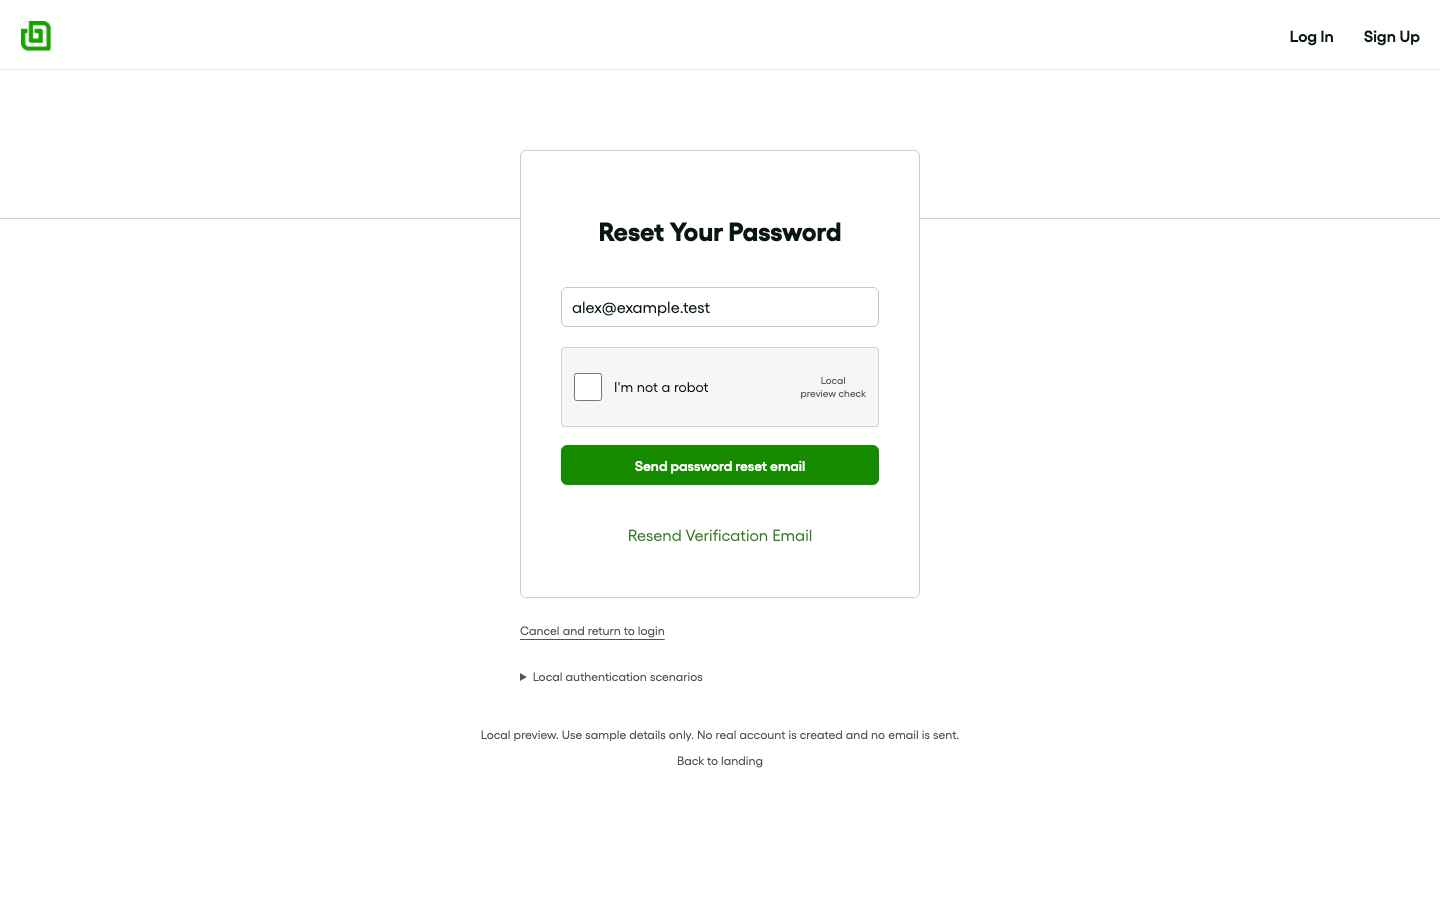 Log In
Sign Up
Reset Your Password
alex@example.test
I'm not a robot
Local
preview check
Send password reset email
Resend Verification Email
Cancel and return to login
Local authentication scenarios
Local preview. Use sample details only. No real account is created and no email is sent.
Back to landing